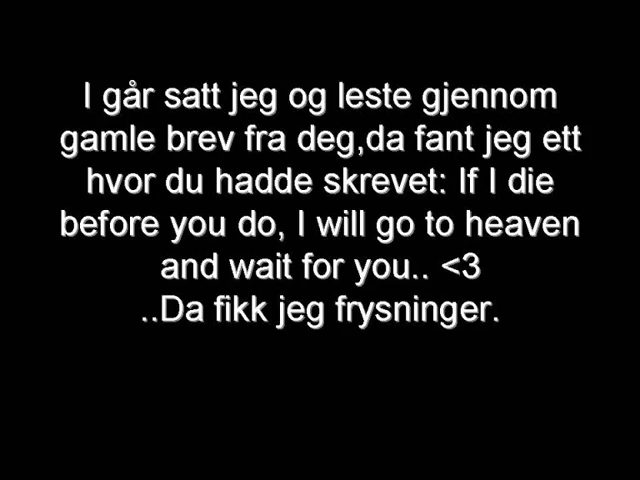 I går satt jeg og leste gjennom
gamle brev fra deg,da fant jeg ett
hvor du hadde skrevet: If I die
before you do, I will go to heaven
and wait for you.. <3
..Da fikk jeg frysninger.